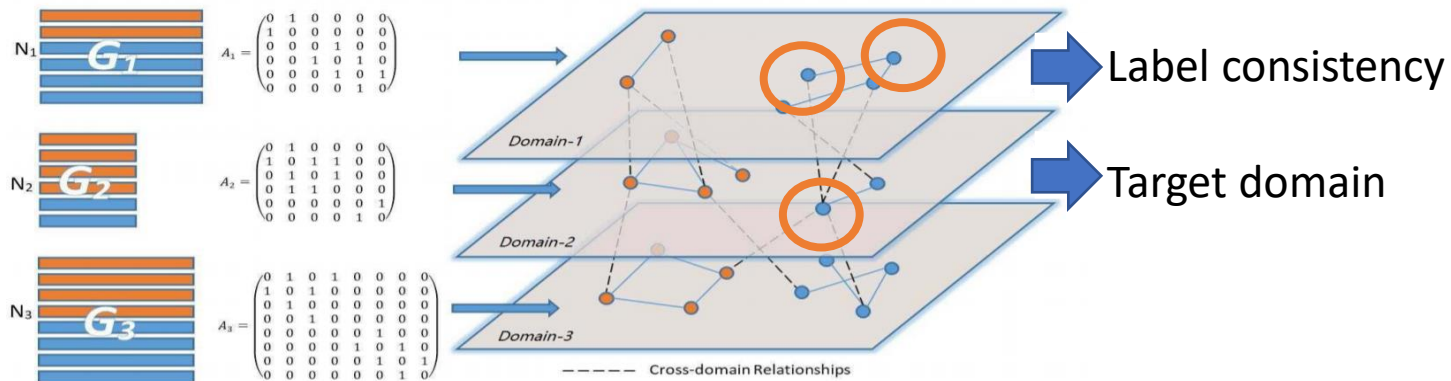 N₁
G₁
A₁ =
0 1 0 0 0 0
1 0 0 0 0 0
0 0 0 1 0 0
0 0 1 0 1 0
0 0 0 1 0 1
0 0 0 0 1 0
Domain-1
Label consistency
N₂
G₂
A₂ =
0 1 0 0 0 0
1 0 1 1 0 0
0 1 0 1 0 0
0 1 1 0 0 0
0 0 0 0 0 1
0 0 0 0 1 0
Domain-2
Target domain
N₃
G₃
A₃ =
0 1 0 1 0 0 0 0
1 0 1 0 0 0 0 0
0 1 0 0 0 0 0 0
0 0 1 0 0 0 0 0
0 0 0 0 0 1 0 0
0 0 0 0 1 0 1 0
0 0 0 0 0 1 0 1
0 0 0 0 0 0 1 0
Domain-3
Cross-domain Relationships